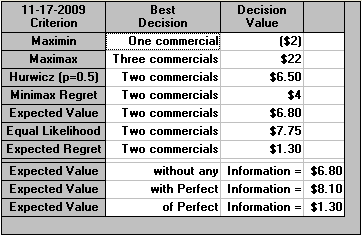 11-17-2009 Best Decision
Criterion Decision Value
Maximin One commercial ($2)
Maximax Three commercials $22
Hurwicz (p=0.5) Two commercials $6.50
Minimax Regret Two commercials $4
Expected Value Two commercials $6.80
Equal Likelihood Two commercials $7.75
Expected Regret Two commercials $1.30
Expected Value without any Information = $6.80
Expected Value with Perfect Information = $8.10
Expected Value of Perfect Information = $1.30